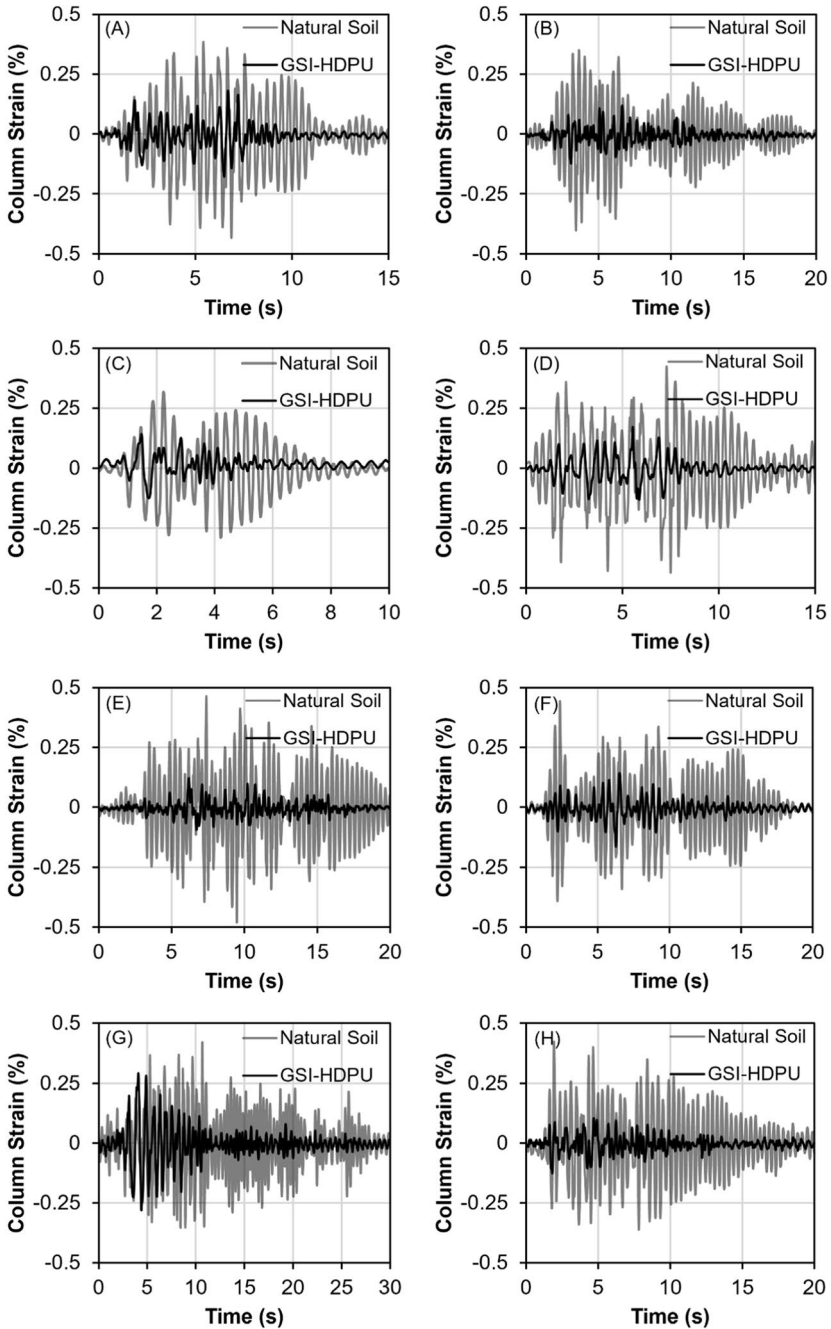 (A)
Natural Soil
GSI-HDPU
Column Strain (%)
0.5
0.25
0
-0.25
-0.5
0 5 10 15
Time (s)
(B)
Natural Soil
GSI-HDPU
Column Strain (%)
0.5
0.25
0
-0.25
-0.5
0 5 10 15 20
Time (s)
(C)
Natural Soil
GSI-HDPU
Column Strain (%)
0.5
0.25
0
-0.25
-0.5
0 2 4 6 8 10
Time (s)
(D)
Natural Soil
GSI-HDPU
Column Strain (%)
0.5
0.25
0
-0.25
-0.5
0 5 10 15
Time (s)
(E)
Natural Soil
GSI-HDPU
Column Strain (%)
0.5
0.25
0
-0.25
-0.5
0 5 10 15 20
Time (s)
(F)
Natural Soil
GSI-HDPU
Column Strain (%)
0.5
0.25
0
-0.25
-0.5
0 5 10 15 20
Time (s)
(G)
Natural Soil
GSI-HDPU
Column Strain (%)
0.5
0.25
0
-0.25
-0.5
0 5 10 15 20 25 30
Time (s)
(H)
Natural Soil
GSI-HDPU
Column Strain (%)
0.5
0.25
0
-0.25
-0.5
0 5 10 15 20
Time (s)